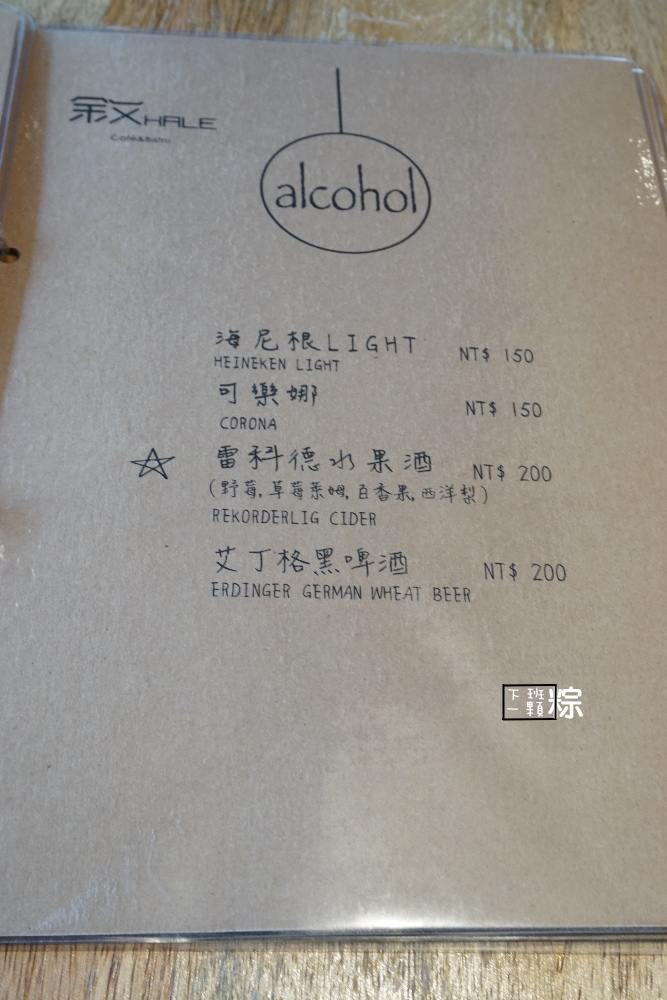 敘HALE
Café&Bistro
alcohol
海尼根LIGHT NT$ 150
HEINEKEN LIGHT
可樂娜 NT$ 150
CORONA
雷科德水果酒 NT$ 200
(野莓,草莓萊姆,百香果,西洋梨)
REKORDERLIG CIDER
艾丁格黑啤酒 NT$ 200
ERDINGER GERMAN WHEAT BEER
下班
一顆粽